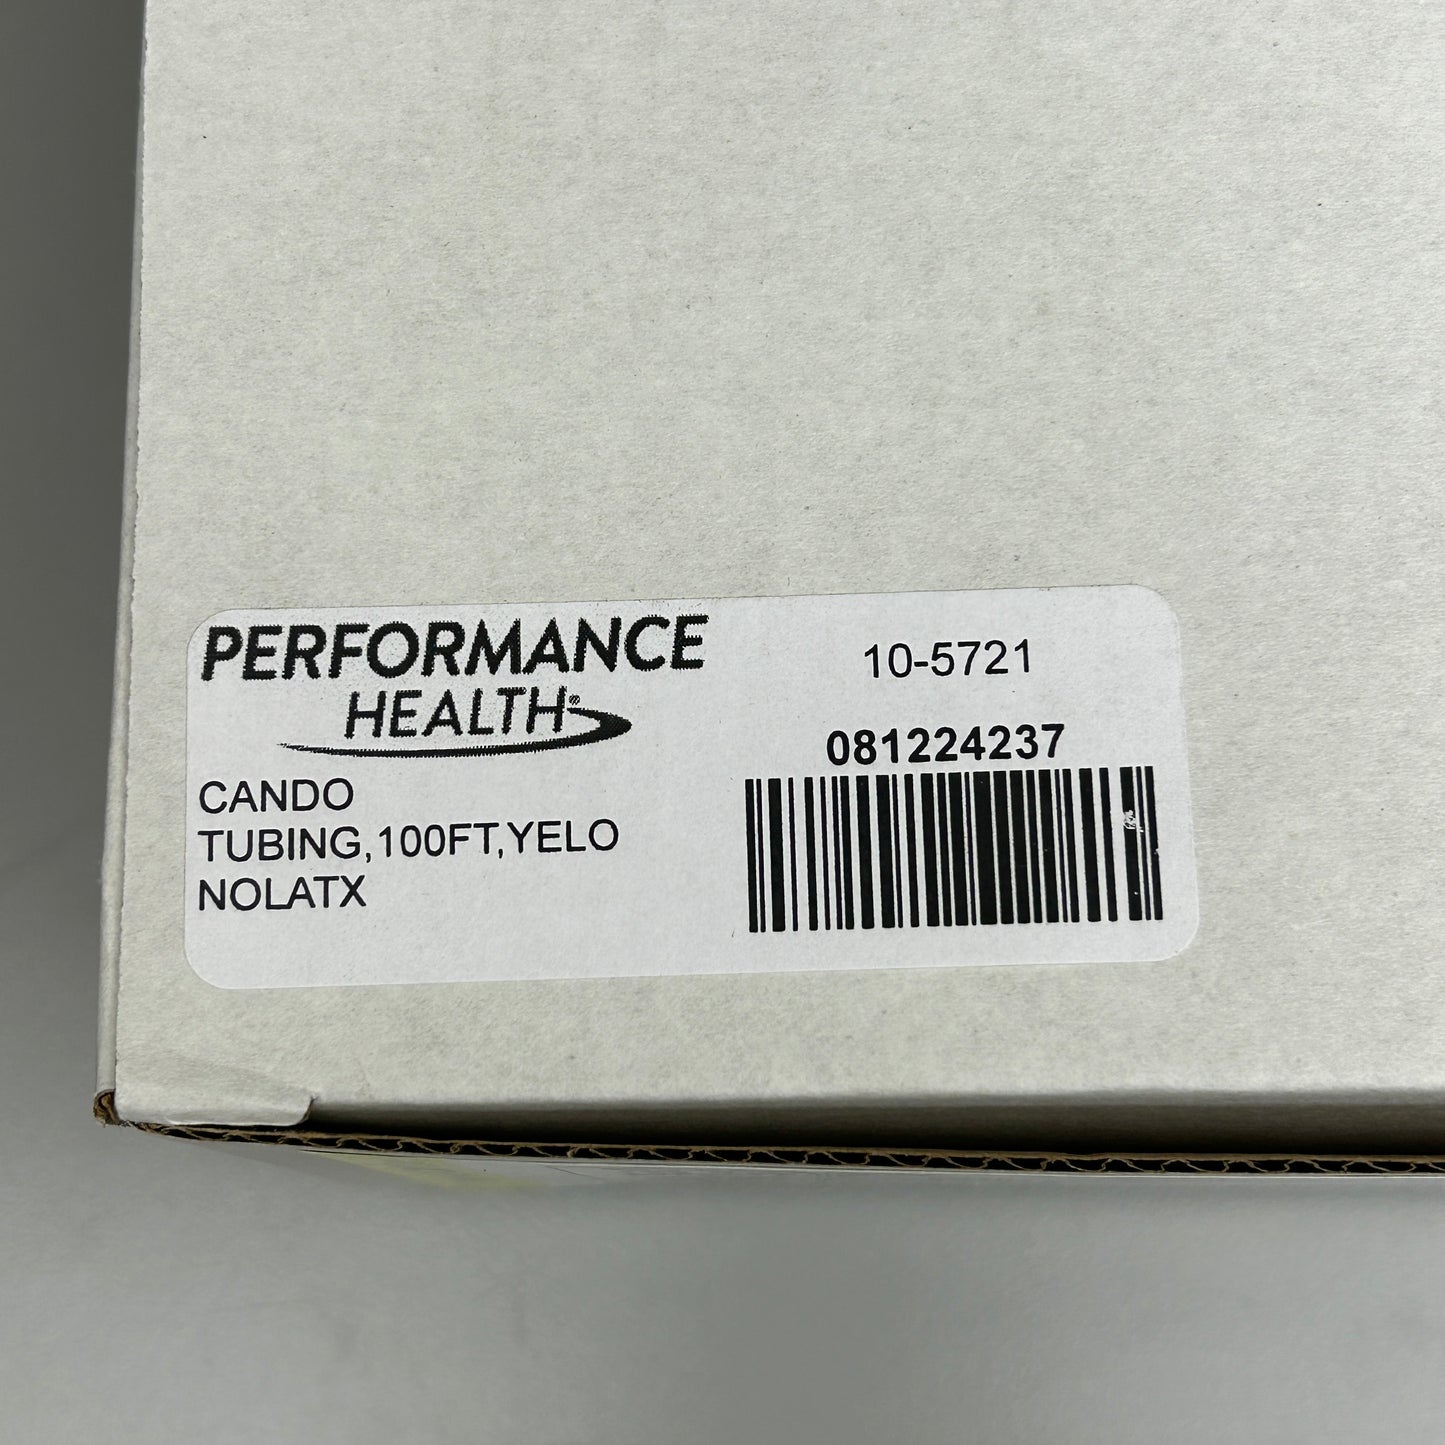 PERFORMANCE
HEALTH®
CANDO
TUBING,100FT,YELO
NOLATX
10-5721
081224237